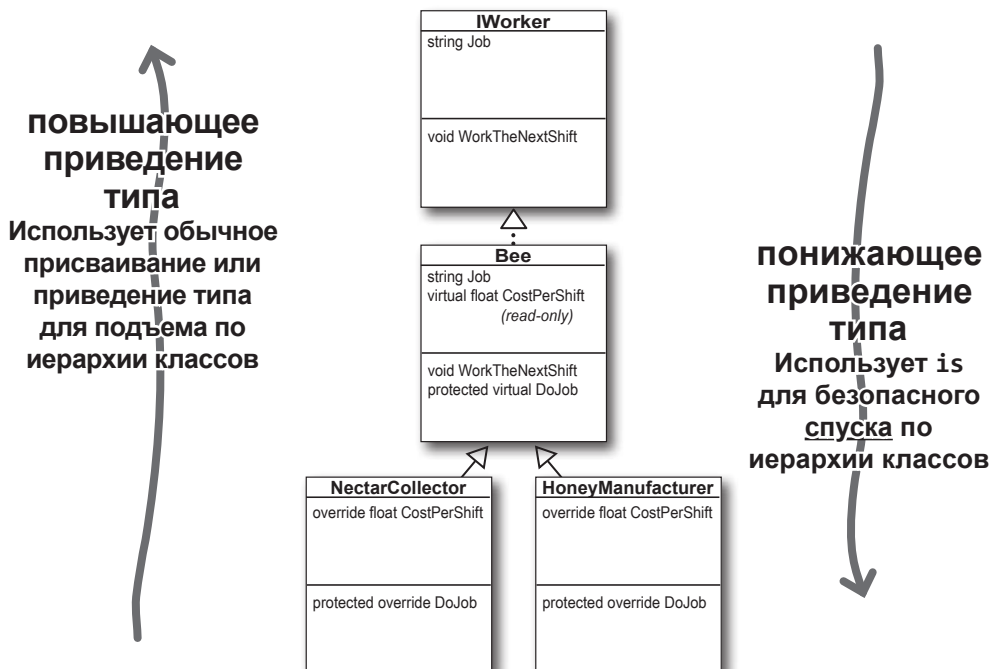 повышающее
приведение
типа
Использует обычное
присваивание или
приведение типа
для подъема по
иерархии классов
IWorker
string Job
void WorkTheNextShift
Bee
string Job
virtual float CostPerShift
(read-only)
void WorkTheNextShift
protected virtual DoJob
NectarCollector
override float CostPerShift
protected override DoJob
HoneyManufacturer
override float CostPerShift
protected override DoJob
понижающее
приведение
типа
Использует is
для безопасного
спуска по
иерархии классов